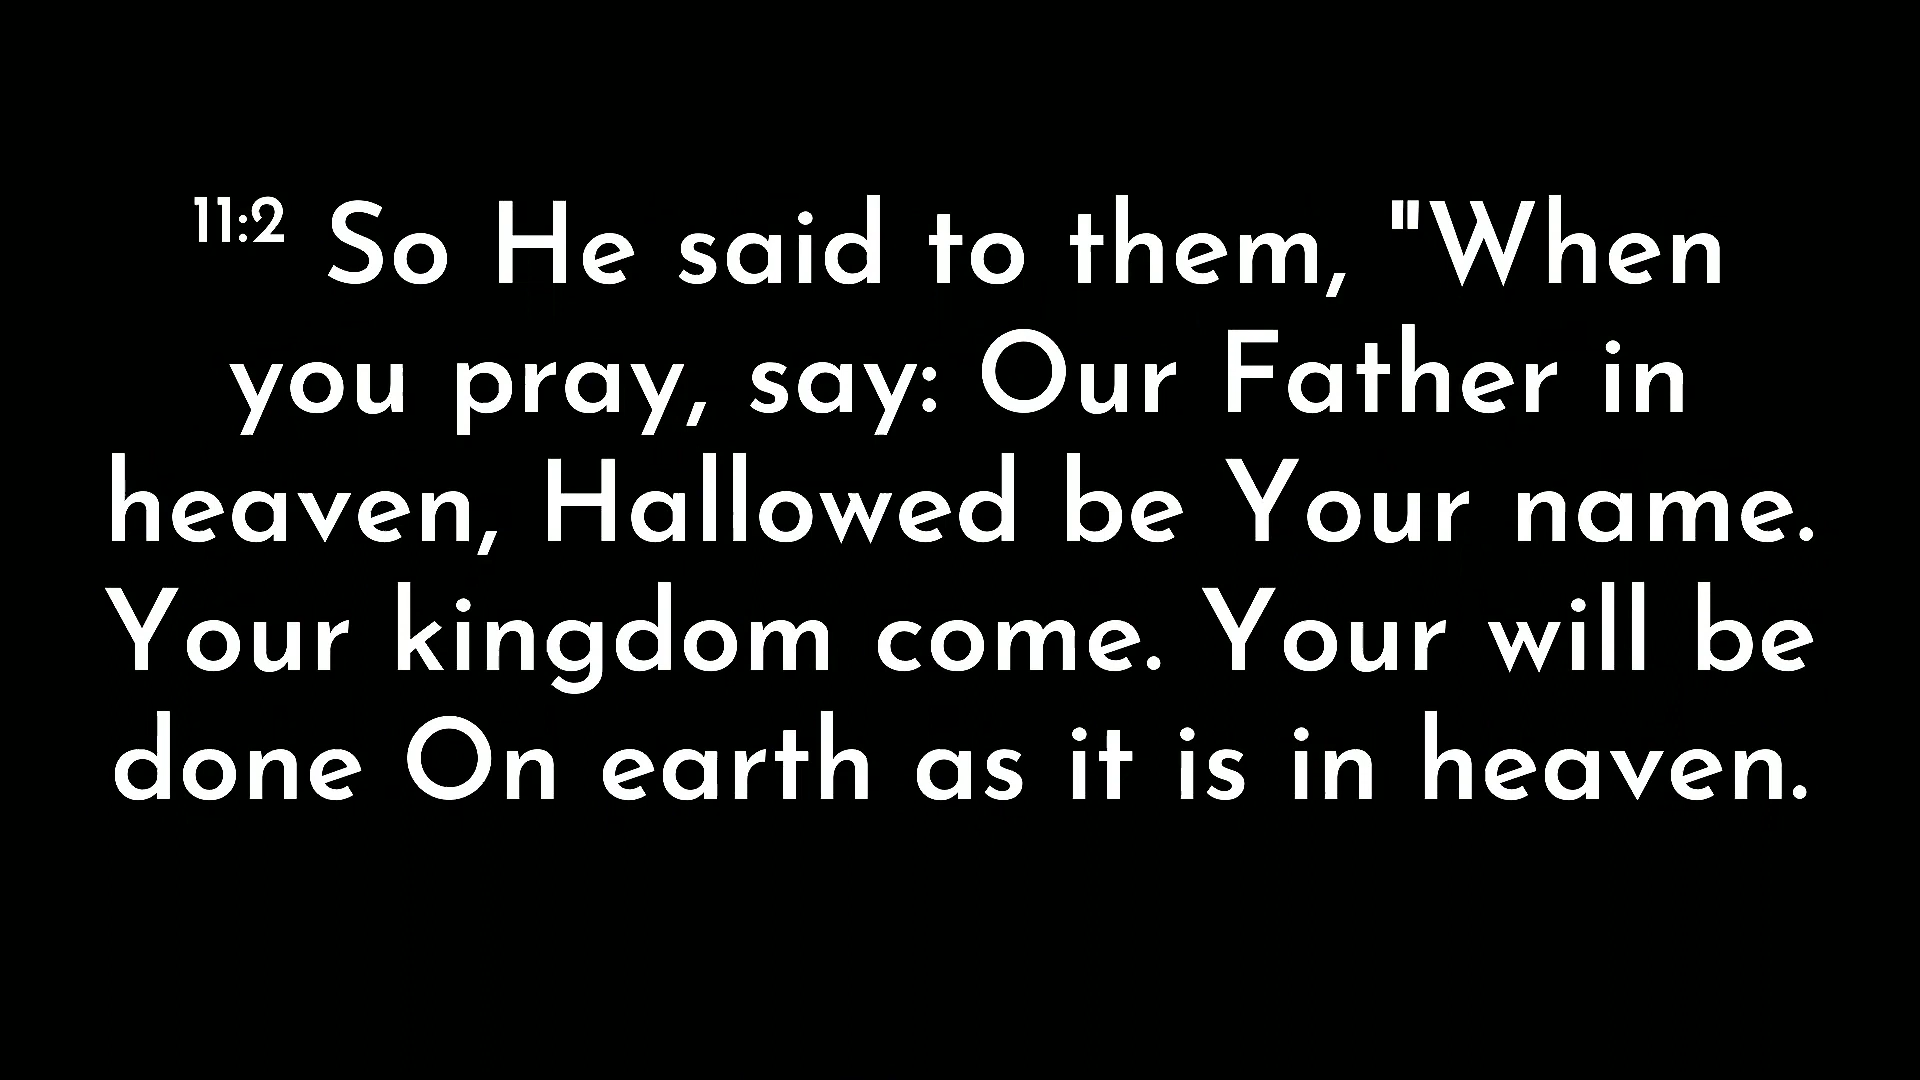 11:2 So He said to them, "When
you pray, say: Our Father in
heaven, Hallowed be Your name.
Your kingdom come. Your will be
done On earth as it is in heaven.